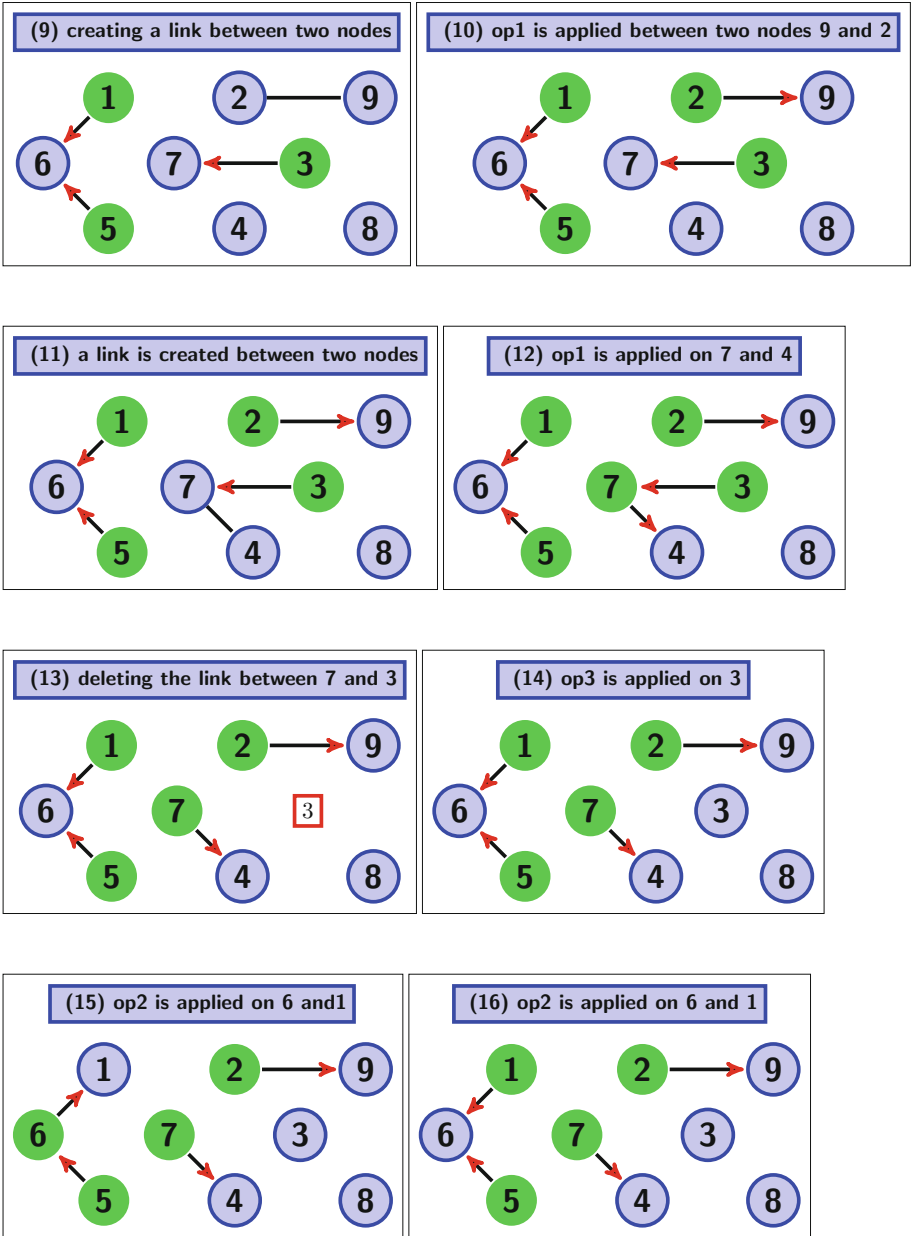 (9) creating a link between two nodes
1 2 9
6 7 3
5 4 8
(10) op1 is applied between two nodes 9 and 2
1 2 9
6 7 3
5 4 8
(11) a link is created between two nodes
1 2 9
6 7 3
5 4 8
(12) op1 is applied on 7 and 4
1 2 9
6 7 3
5 4 8
(13) deleting the link between 7 and 3
1 2 9
6 7 3
5 4 8
(14) op3 is applied on 3
1 2 9
6 7 3
5 4 8
(15) op2 is applied on 6 and1
1 2 9
6 7 3
5 4 8
(16) op2 is applied on 6 and 1
1 2 9
6 7 3
5 4 8